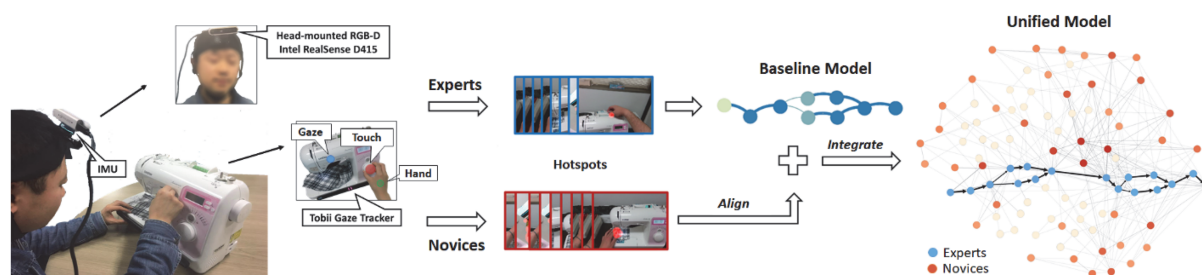 Head-mounted RGB-D
Intel RealSense D415
IMU
Gaze
Touch
Hand
Tobii Gaze Tracker
Experts
Novices
Hotspots
Baseline Model
Align
Integrate
Unified Model
Experts
Novices